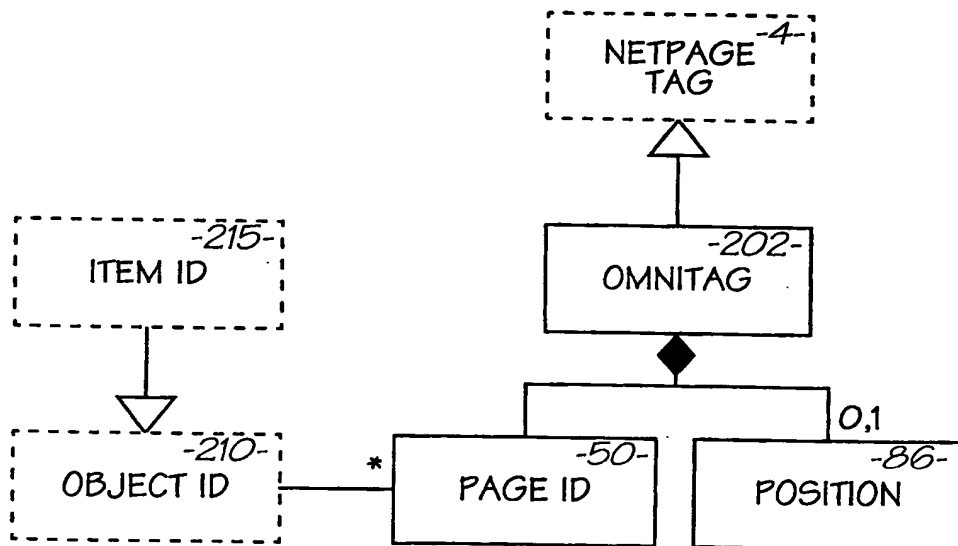 -4-
NETPAGE
TAG
-215-
ITEM ID
-202-
OMNITAG
0,1
-210-
OBJECT ID
*
-50-
PAGE ID
-86-
POSITION